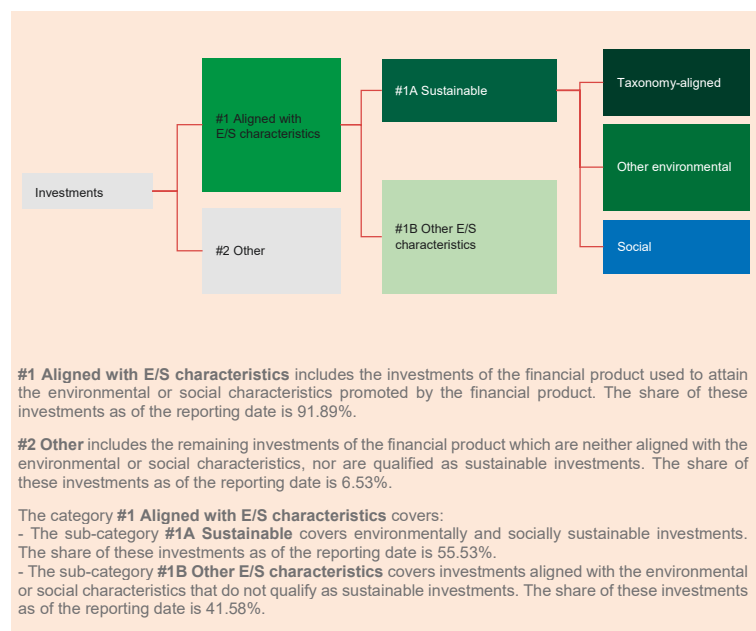 Investments
#1 Aligned with
E/S characteristics
#2 Other
#1A Sustainable
#1B Other E/S
characteristics
Taxonomy-aligned
Other environmental
Social
#1 Aligned with E/S characteristics includes the investments of the financial product used to attain
the environmental or social characteristics promoted by the financial product. The share of these
investments as of the reporting date is 91.89%.
#2 Other includes the remaining investments of the financial product which are neither aligned with the
environmental or social characteristics, nor are qualified as sustainable investments. The share of
these investments as of the reporting date is 6.53%.
The category #1 Aligned with E/S characteristics covers:
- The sub-category #1A Sustainable covers environmentally and socially sustainable investments.
The share of these investments as of the reporting date is 55.53%.
- The sub-category #1B Other E/S characteristics covers investments aligned with the environmental
or social characteristics that do not qualify as sustainable investments. The share of these investments
as of the reporting date is 41.58%.